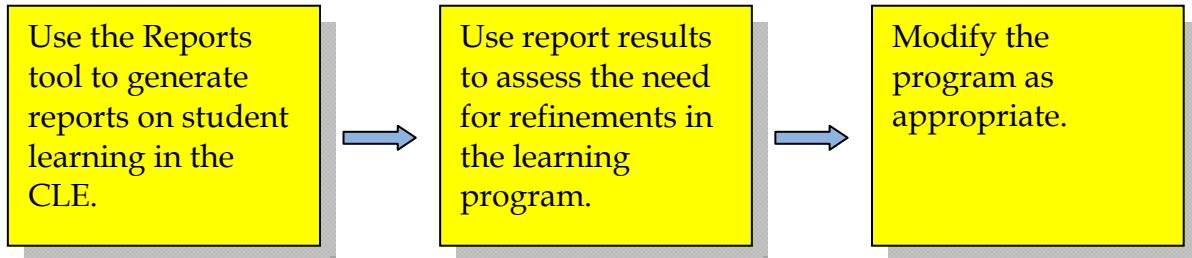 Use the Reports
tool to generate
reports on student
learning in the
CLE.
Use report results
to assess the need
for refinements in
the learning
program.
Modify the
program as
appropriate.